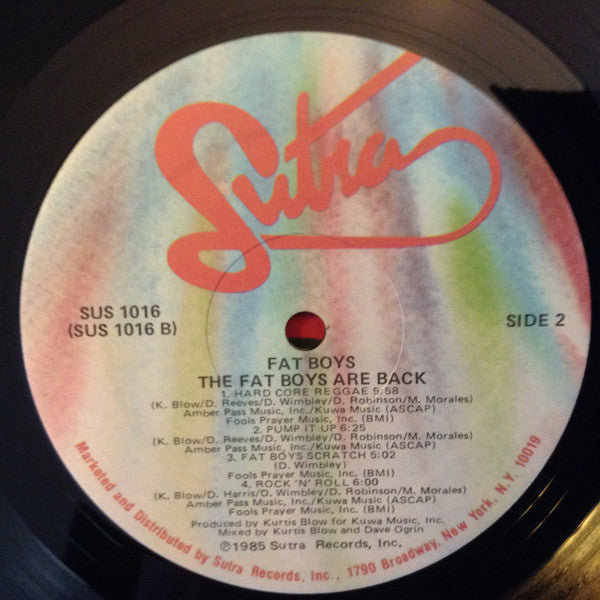 Sutra
SUS 1016
(SUS 1016 B)
SIDE 2
FAT BOYS
THE FAT BOYS ARE BACK
1. HARD CORE REGGAE 5:58
(K. Blow/D. Reeves/D. Wimbley/D. Robinson/M. Morales)
Amber Pass Music, Inc./Kuwa Music (ASCAP)
Fools Prayer Music, Inc. (BMI)
2. PUMP IT UP 6:25
(K. Blow/D. Reeves/D. Wimbley/D. Robinson/M. Morales)
Amber Pass Music, Inc./Kuwa Music (ASCAP)
Fools Prayer Music, Inc. (BMI)
3. FAT BOYS SCRATCH 5:02
(D. Wimbley)
Fools Prayer Music, Inc. (BMI)
4. ROCK 'N' ROLL 6:00
(K. Blow/D. Harris/D. Wimbley/D. Robinson/M. Morales)
Amber Pass Music, Inc./Kuwa Music (ASCAP)
Fools Prayer Music, Inc. (BMI)
Produced by Kurtis Blow for Kuwa Music, Inc.
Mixed by Kurtis Blow and Dave Ogrin
℗1985 Sutra Records, Inc.
Marketed and Distributed by Sutra Records, Inc., 1790 Broadway, New York, N.Y. 10019